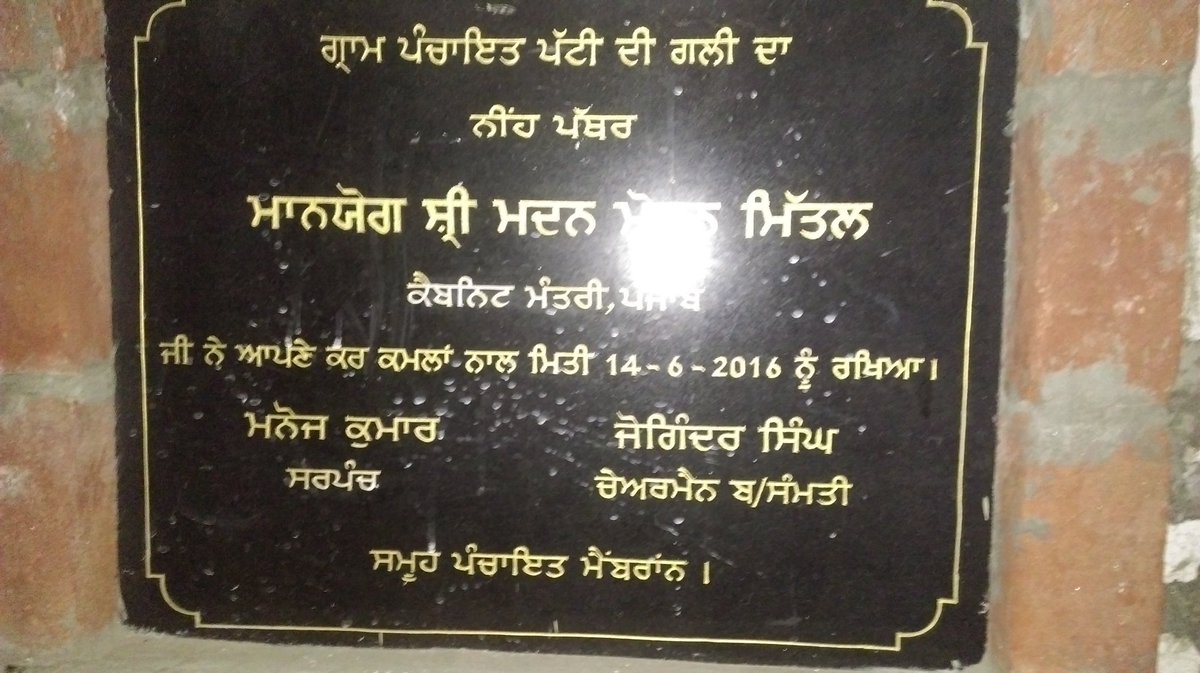 ਗ੍ਰਾਮ ਪੰਚਾਇਤ ਪੱਟੀ ਦੀ ਗਲੀ ਦਾ
ਨੀਂਹ ਪੱਥਰ
ਮਾਨਯੋਗ ਸ਼੍ਰੀ ਮਦਨ ਮਿੱਤਲ
ਕੈਬਨਿਟ ਮੰਤਰੀ, ਪੰਜਾਬ
ਜੀ ਨੇ ਆਪਣੇ ਕਰ ਕਮਲਾਂ ਨਾਲ ਮਿਤੀ 14-6-2016 ਨੂੰ ਰਖਿਆ।
ਮਨੋਜ ਕੁਮਾਰ ਜੋਗਿੰਦਰ ਸਿੰਘ
ਸਰਪੰਚ ਚੇਅਰਮੈਨ ਬ/ਸੰਮਤੀ
ਸਮੂਹ ਪੰਚਾਇਤ ਮੈਂਬਰਾਂਨ ।